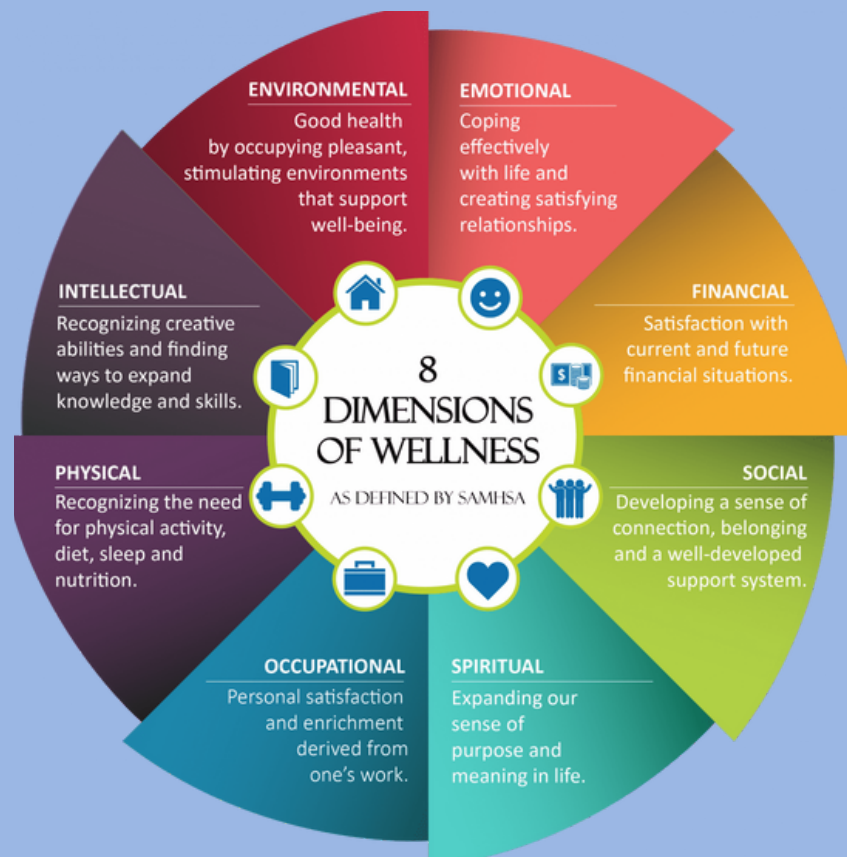 ENVIRONMENTAL
Good health
by occupying pleasant,
stimulating environments
that support
well-being.
EMOTIONAL
Coping
effectively
with life and
creating satisfying
relationships.
INTELLECTUAL
Recognizing creative
abilities and finding
ways to expand
knowledge and skills.
FINANCIAL
Satisfaction with
current and future
financial situations.
$
8
DIMENSIONS
OF WELLNESS
AS DEFINED BY SAMHSA
PHYSICAL
Recognizing the need
for physical activity,
diet, sleep and
nutrition.
SOCIAL
Developing a sense of
connection, belonging
and a well-developed
support system.
OCCUPATIONAL
Personal satisfaction
and enrichment
derived from
one's work.
SPIRITUAL
Expanding our
sense of
purpose and
meaning in life.